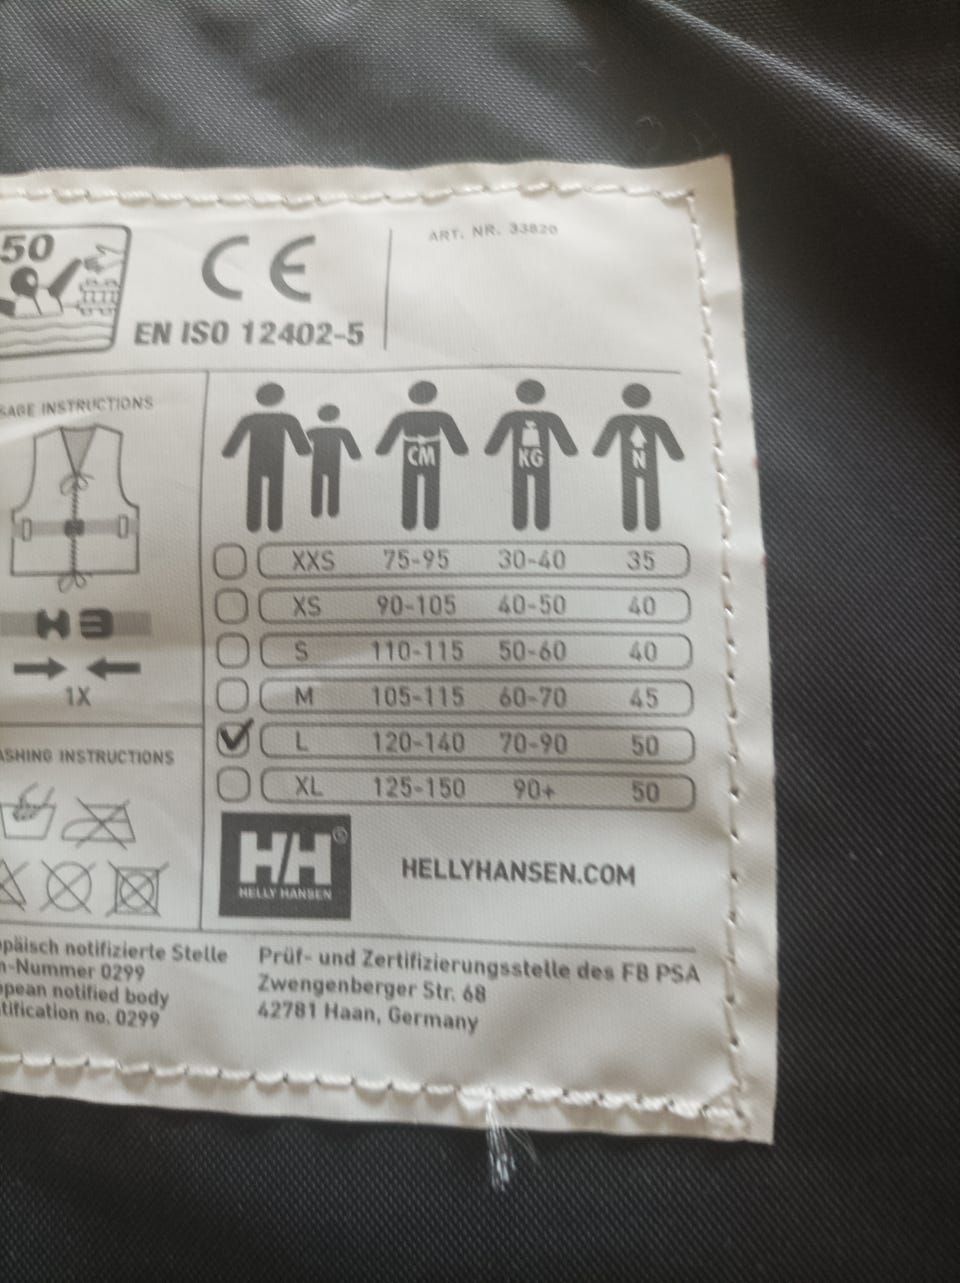 50
CE
ART. NR. 33820
EN ISO 12402-5
SAGE INSTRUCTIONS
CM KG N
XXS 75-95 30-40 35
XS 90-105 40-50 40
S 110-115 50-60 40
M 105-115 60-70 45
1X
L 120-140 70-90 50
ASHING INSTRUCTIONS
XL 125-150 90+ 50
HH®
HELLY HANSEN
HELLYHANSEN.COM
päisch notifizierte Stelle
n-Nummer 0299
opean notified body
tification no. 0299
Prüf- und Zertifizierungsstelle des FB PSA
Zwengenberger Str. 68
42781 Haan, Germany